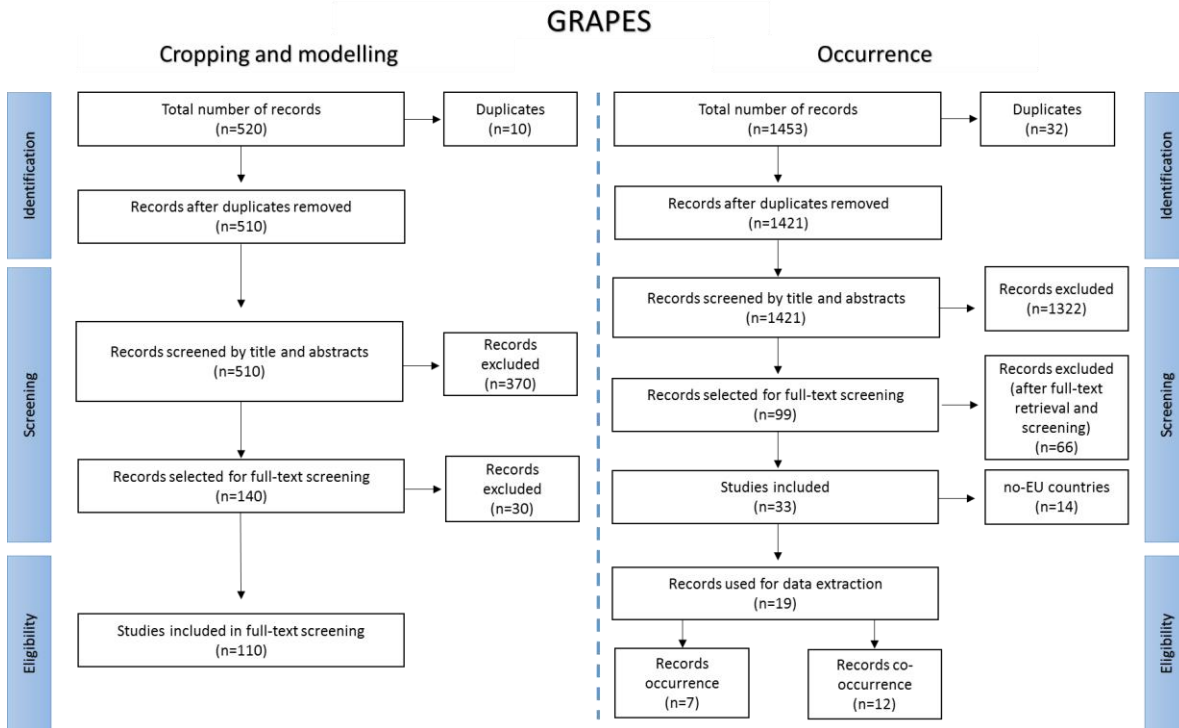 GRAPES
Cropping and modelling
Identification
Total number of records
(n=520)
Duplicates
(n=10)
Records after duplicates removed
(n=510)
Screening
Records screened by title and abstracts
(n=510)
Records
excluded
(n=370)
Records selected for full-text screening
(n=140)
Records
excluded
(n=30)
Eligibility
Studies included in full-text screening
(n=110)
Occurrence
Total number of records
(n=1453)
Duplicates
(n=32)
Identification
Records after duplicates removed
(n=1421)
Records screened by title and abstracts
(n=1421)
Records excluded
(n=1322)
Screening
Records selected for full-text screening
(n=99)
Records excluded
(after full-text
retrieval and
screening)
(n=66)
Studies included
(n=33)
no-EU countries
(n=14)
Records used for data extraction
(n=19)
Eligibility
Records
occurrence
(n=7)
Records co-
occurrence
(n=12)